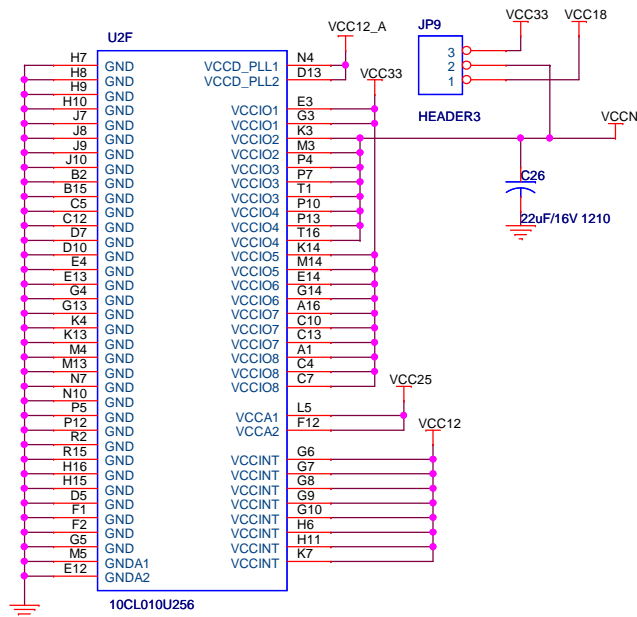 U2F
VCC12_A
JP9
VCC33
VCC18
H7 GND VCCD_PLL1 N4
H8 GND VCCD_PLL2 D13
H9 GND
VCC33
H10 GND VCCIO1 E3
J7 GND VCCIO1 G3
J8 GND VCCIO2 K3
J9 GND VCCIO2 M3
J10 GND VCCIO3 P4
B2 GND VCCIO3 P7
B15 GND VCCIO3 T1
C5 GND VCCIO4 P10
C12 GND VCCIO4 P13
D7 GND VCCIO4 T16
D10 GND VCCIO5 K14
E4 GND VCCIO5 M14
E13 GND VCCIO6 E14
G4 GND VCCIO6 G14
G13 GND VCCIO7 A16
K4 GND VCCIO7 C10
K13 GND VCCIO7 C13
M4 GND VCCIO8 A1
M13 GND VCCIO8 C4
N7 GND VCCIO8 C7
N10 GND
VCC25
P5 GND VCCA1 L5
P12 GND VCCA2 F12
VCC12
R2 GND
R15 GND VCCINT G6
H16 GND VCCINT G7
H15 GND VCCINT G8
D5 GND VCCINT G9
F1 GND VCCINT G10
F2 GND VCCINT H6
G5 GND VCCINT H11
M5 GNDA1 VCCINT K7
E12 GNDA2
10CL010U256
3
2
1
HEADER3
VCCN
C26
22uF/16V 1210